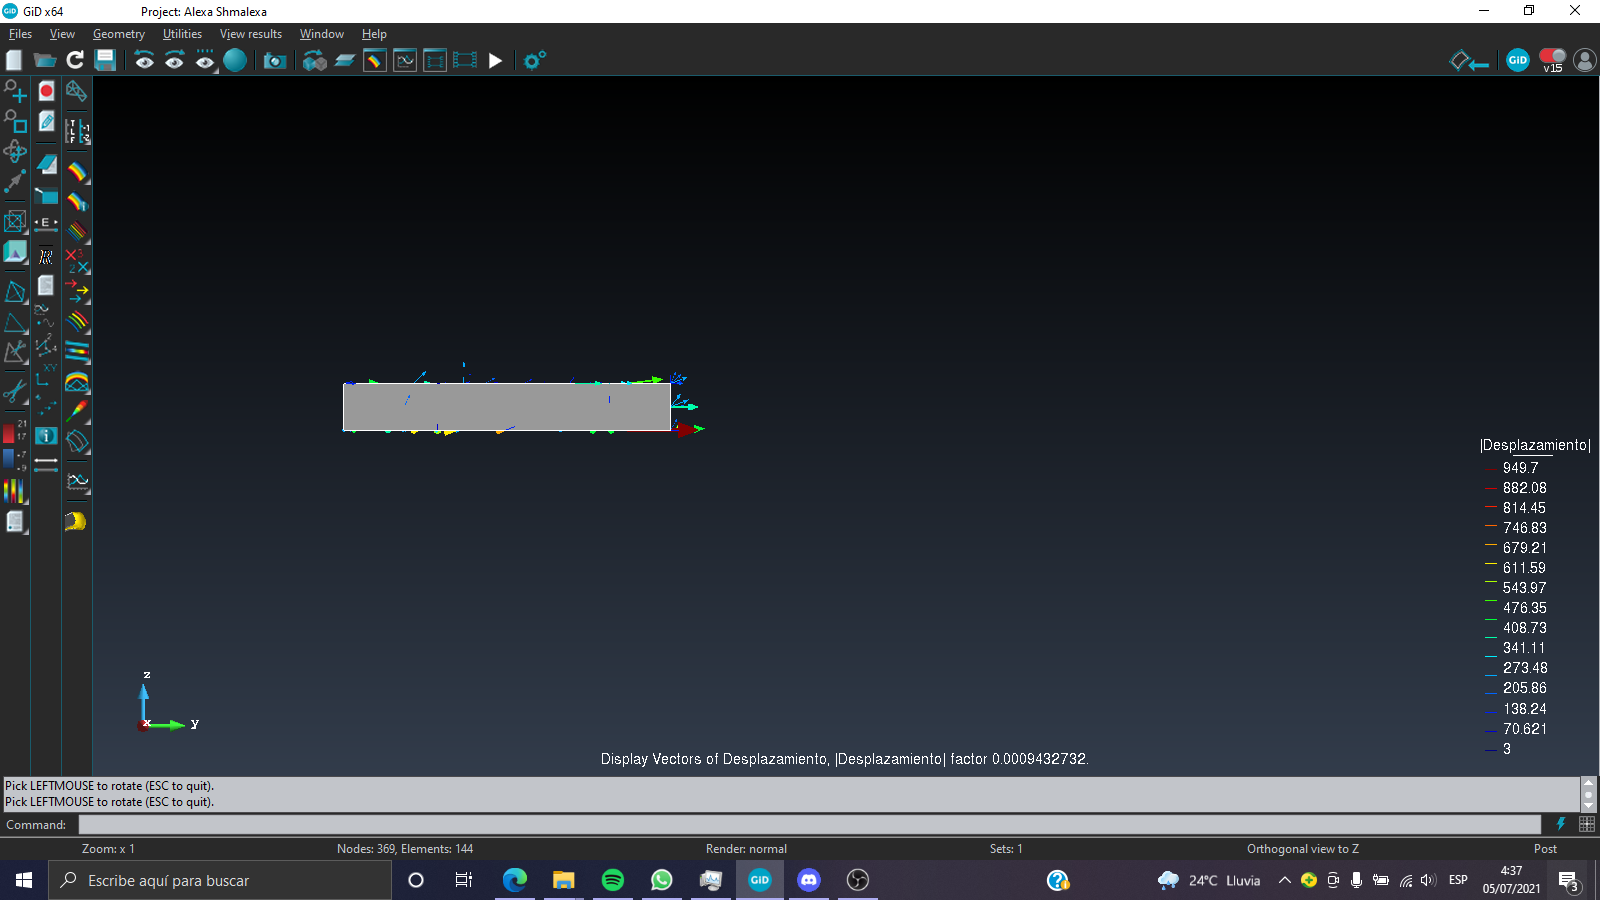 GiD x64 Project: Alexa Shmalexa
Files View Geometry Utilities View results Window Help
GiD v15
|Desplazamiento|
949.7
882.08
814.45
746.83
679.21
611.59
543.97
476.35
408.73
341.11
273.48
205.86
138.24
70.621
3
z
x y
Display Vectors of Desplazamiento, |Desplazamiento| factor 0.0009432732.
Pick LEFTMOUSE to rotate (ESC to quit).
Pick LEFTMOUSE to rotate (ESC to quit).
Command:
Zoom: x 1 Nodes: 369, Elements: 144 Render: normal Sets: 1 Orthogonal view to Z Post
Escribe aquí para buscar GiD 24°C Lluvia ESP 4:37
05/07/2021 3